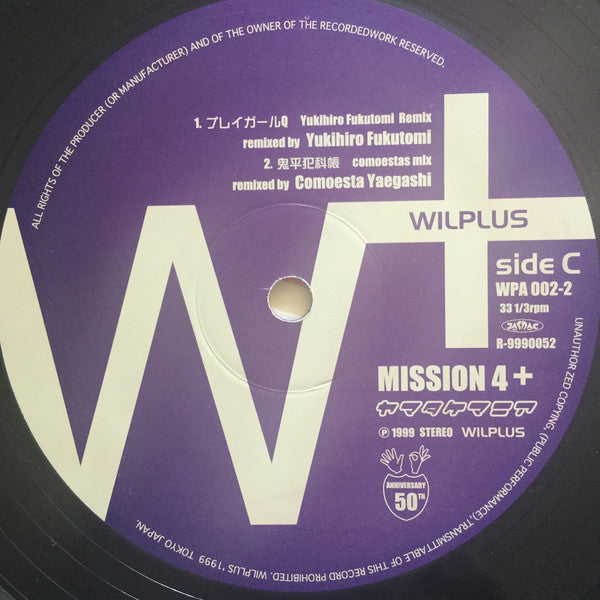 ALL RIGHTS OF THE PRODUCER (OR MANUFACTURER) AND OF THE OWNER OF THE RECORDEDWORK RESERVED.
1. プレイガールQ Yukihiro Fukutomi Remix
remixed by Yukihiro Fukutomi
2. 鬼平犯科帳 comoestas mix
remixed by Comoesta Yaegashi
W+
WILPLUS
side C
WPA 002-2
33 1/3rpm
JASRAC
R-9990052
MISSION 4+
ヤマタケマニア
Ⓟ 1999 STEREO WILPLUS
ANNIVERSARY
50TH
UNAUTHOR ZED COPYING, (PUBLIC PERFORMANCE), TRANSMITTABLE OF THIS RECORD PROHIBITED. WILPLUS '1999 TOKYO JAPAN.